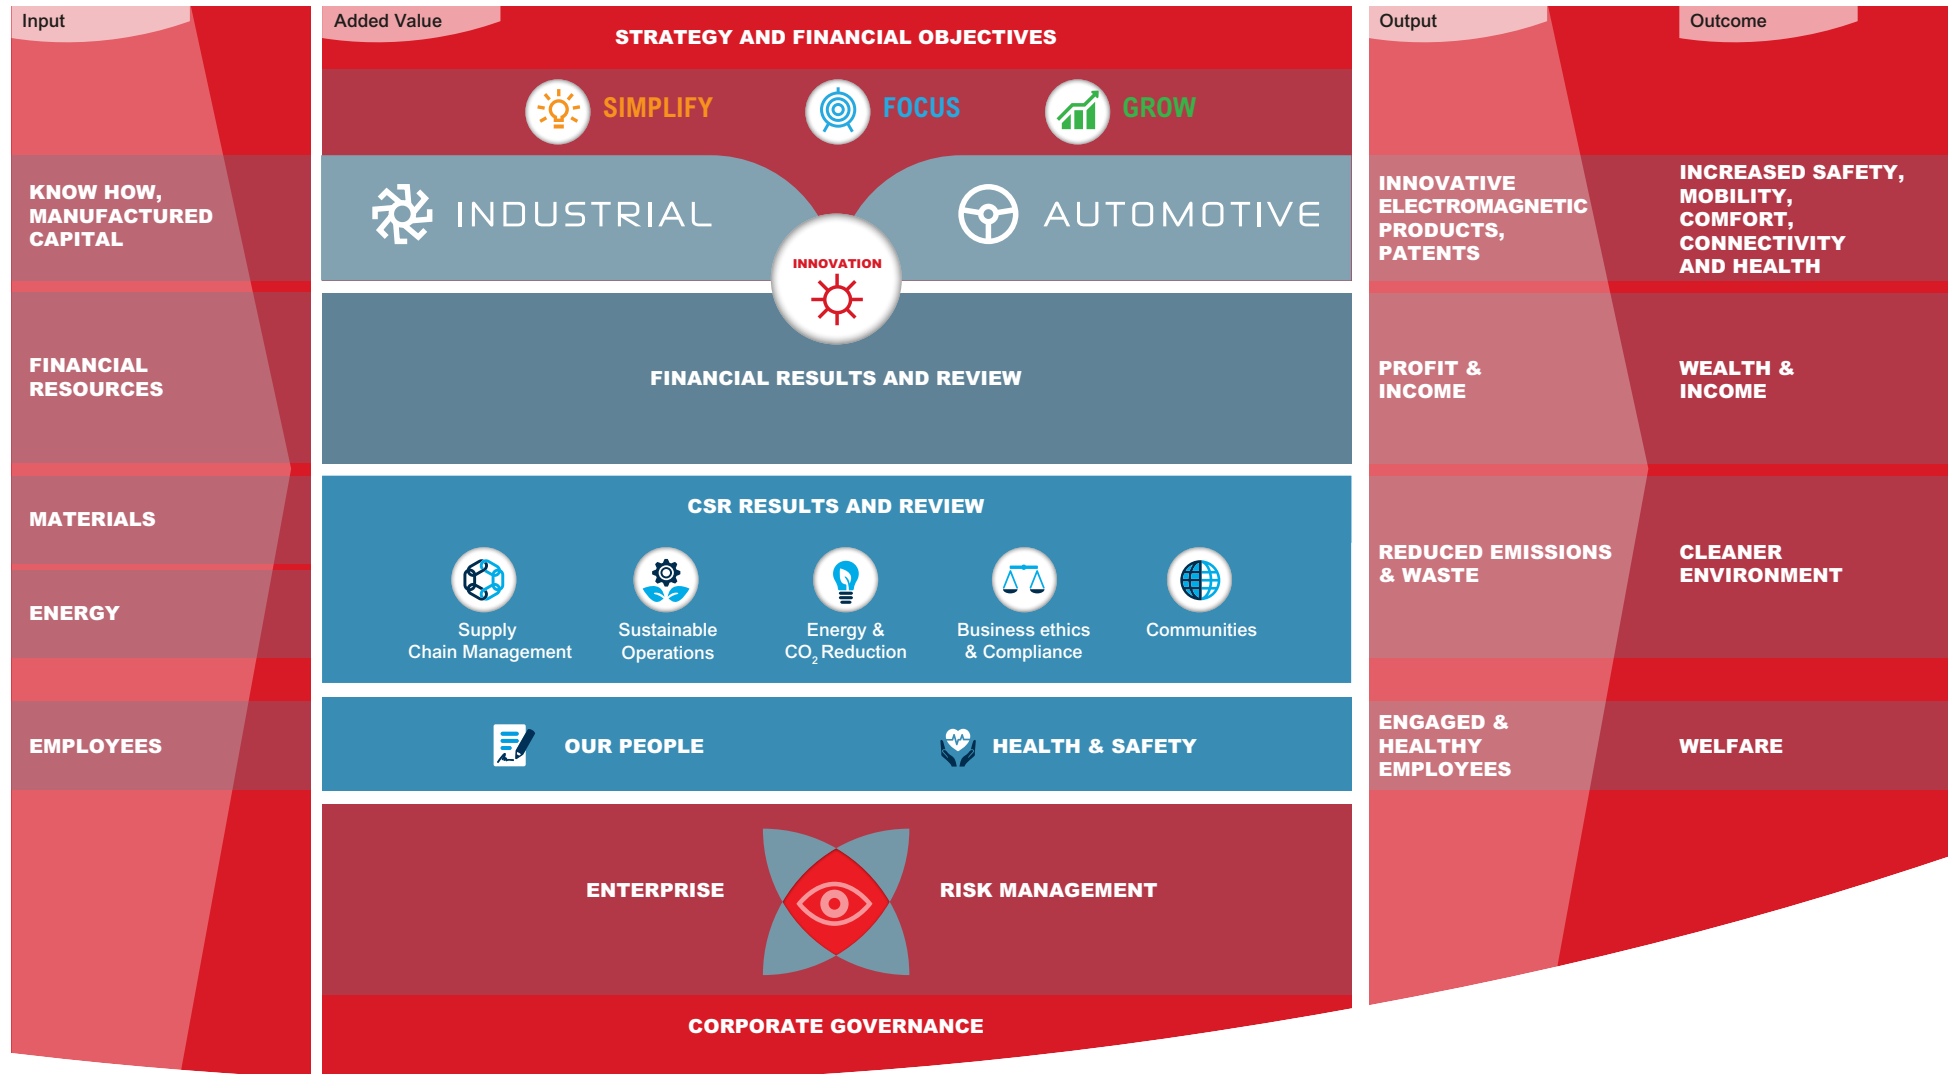 Input
Added Value
Output
Outcome
STRATEGY AND FINANCIAL OBJECTIVES
SIMPLIFY
FOCUS
GROW
KNOW HOW,
MANUFACTURED
CAPITAL
INDUSTRIAL
AUTOMOTIVE
INNOVATION
INNOVATIVE
ELECTROMAGNETIC
PRODUCTS,
PATENTS
INCREASED SAFETY,
MOBILITY,
COMFORT,
CONNECTIVITY
AND HEALTH
FINANCIAL
RESOURCES
FINANCIAL RESULTS AND REVIEW
PROFIT &
INCOME
WEALTH &
INCOME
MATERIALS
ENERGY
CSR RESULTS AND REVIEW
Supply
Chain Management
Sustainable
Operations
Energy &
CO₂ Reduction
Business ethics
& Compliance
Communities
REDUCED EMISSIONS
& WASTE
CLEANER
ENVIRONMENT
EMPLOYEES
OUR PEOPLE
HEALTH & SAFETY
ENGAGED &
HEALTHY
EMPLOYEES
WELFARE
ENTERPRISE
RISK MANAGEMENT
CORPORATE GOVERNANCE